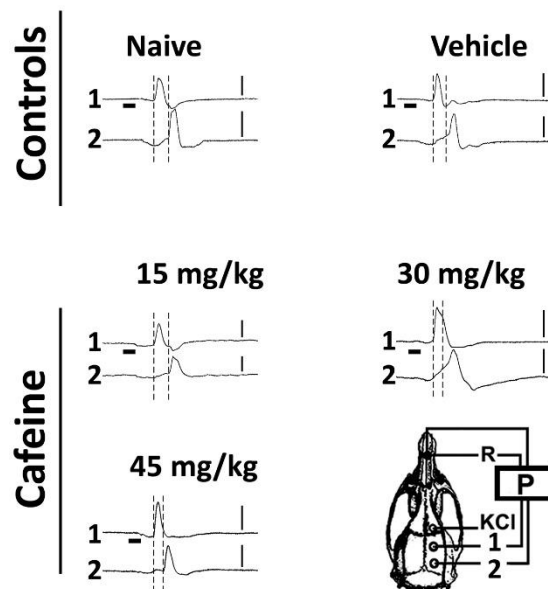 Controls
Naive
Vehicle
1
2
1
2
Cafeine
15 mg/kg
30 mg/kg
1
2
1
2
45 mg/kg
1
2
R
P
KCl
1
2